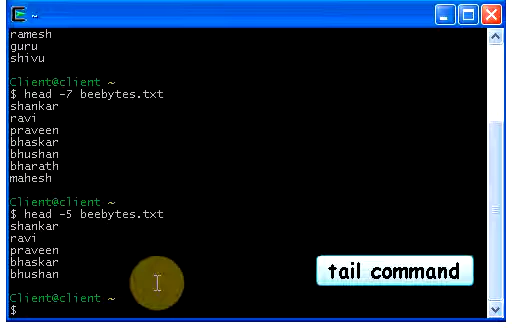 ~
ramesh
guru
shivu
Client@client ~
$ head -7 beebytes.txt
shankar
ravi
praveen
bhaskar
bhushan
bharath
mahesh
Client@client ~
$ head -5 beebytes.txt
shankar
ravi
praveen
bhaskar
bhushan
tail command
Client@client ~
$